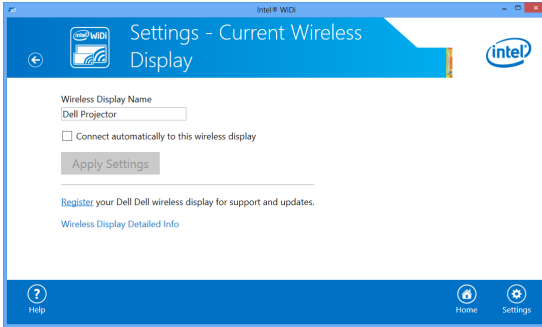 Intel® WiDi
intel WiDi
Settings - Current Wireless
Display
intel®
Wireless Display Name
Dell Projector
Connect automatically to this wireless display
Apply Settings
Register your Dell Dell wireless display for support and updates.
Wireless Display Detailed Info
?
Help
Home
Settings